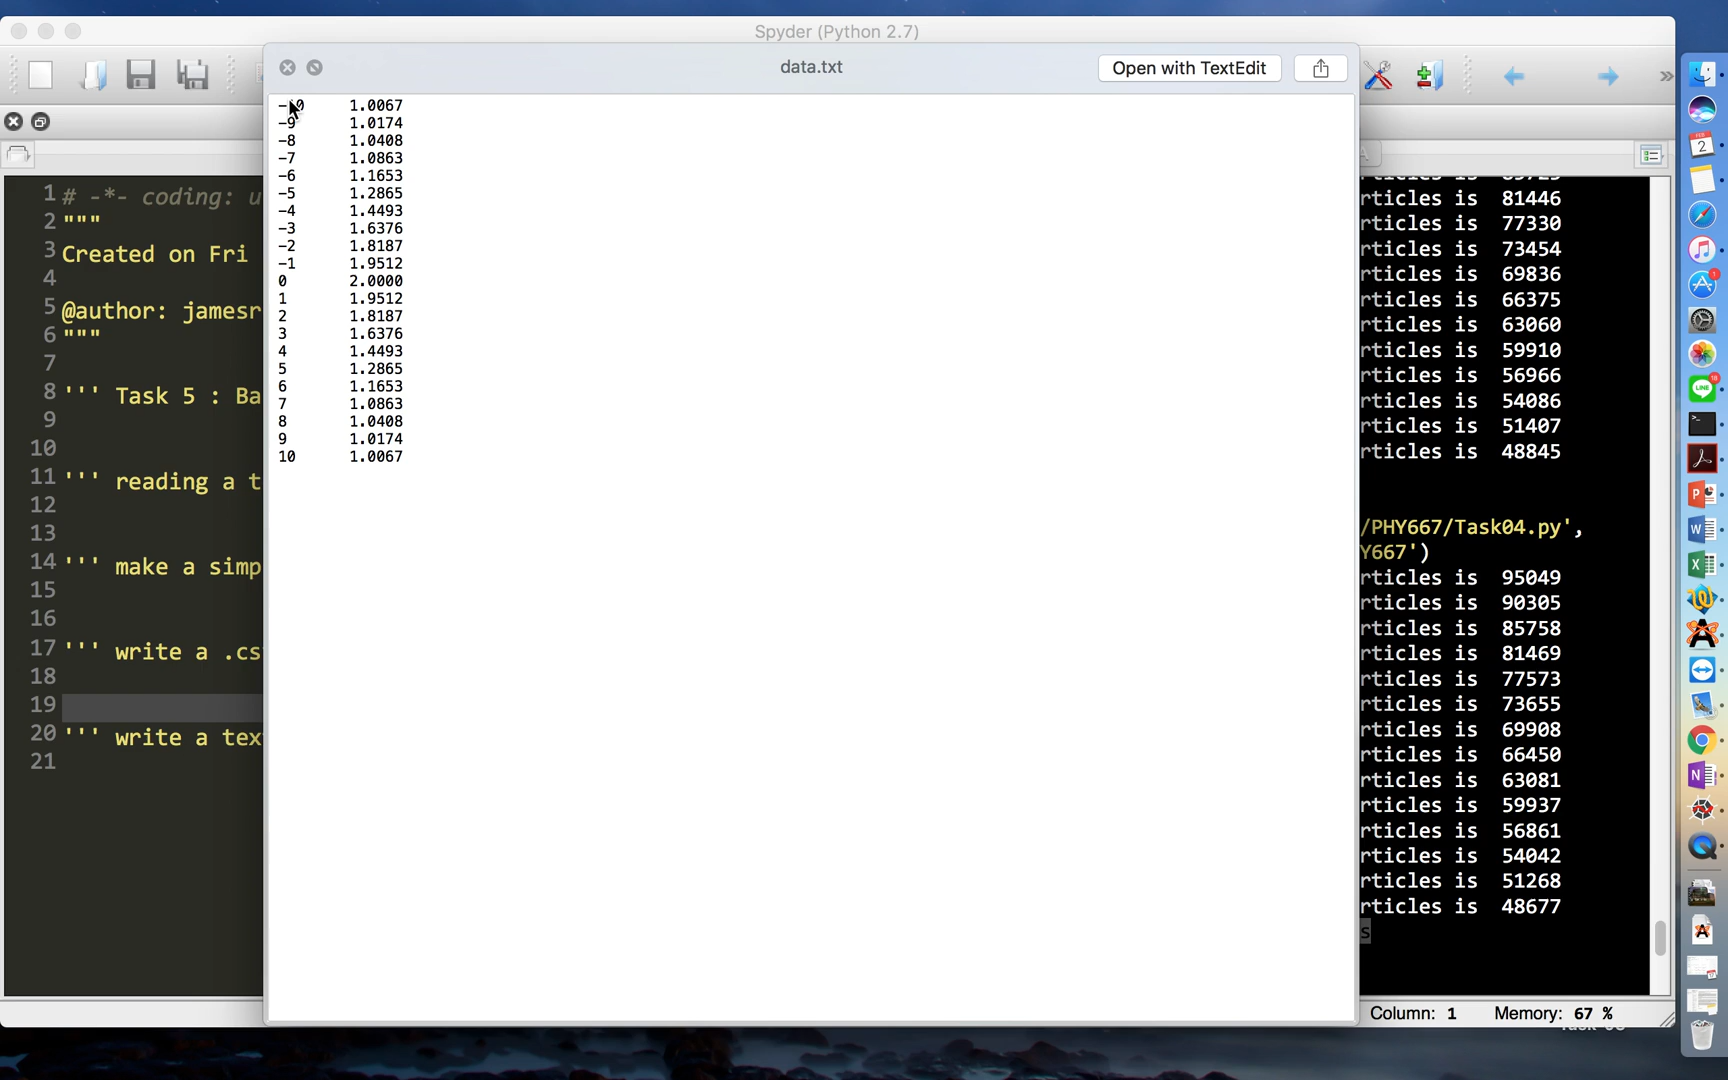 Spyder (Python 2.7)
data.txt
Open with TextEdit
1.0067
-9 1.0174
-8 1.0408
-7 1.0863
-6 1.1653
-5 1.2865
-4 1.4493
-3 1.6376
-2 1.8187
-1 1.9512
0 2.0000
1 1.9512
2 1.8187
3 1.6376
4 1.4493
5 1.2865
6 1.1653
7 1.0863
8 1.0408
9 1.0174
10 1.0067
1 # -*- coding: u
2 """
3 Created on Fri
4
5 @author: jamesr
6 """
7
8 ''' Task 5 : Ba
9
10
11 ''' reading a t
12
13
14 ''' make a simp
15
16
17 ''' write a .cs
18
19
20 ''' write a tex
21
rticles is 81446
rticles is 77330
rticles is 73454
rticles is 69836
rticles is 66375
rticles is 63060
rticles is 59910
rticles is 56966
rticles is 54086
rticles is 51407
rticles is 48845
/PHY667/Task04.py',
Y667')
rticles is 95049
rticles is 90305
rticles is 85758
rticles is 81469
rticles is 77573
rticles is 73655
rticles is 69908
rticles is 66450
rticles is 63081
rticles is 59937
rticles is 56861
rticles is 54042
rticles is 51268
rticles is 48677
s
Column: 1 Memory: 67 %
FEB
2
1
LINE
18